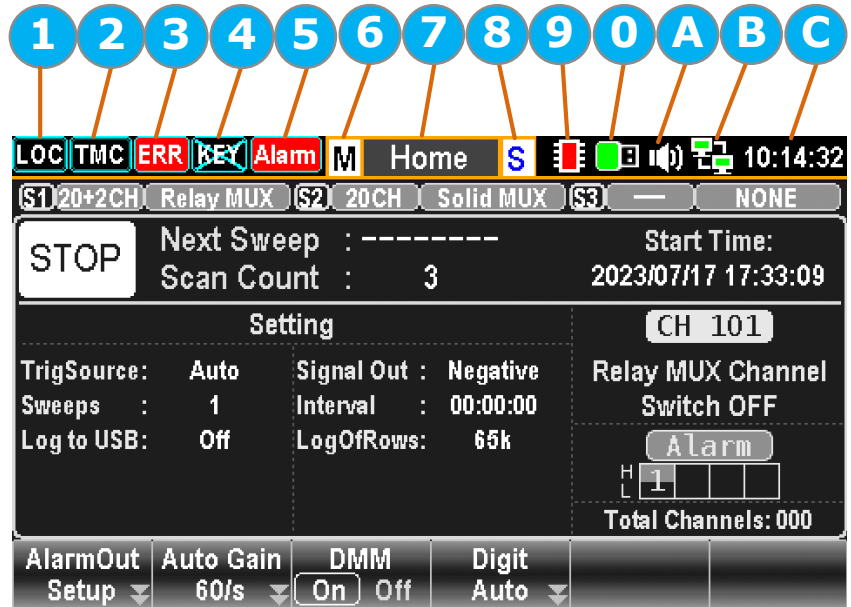 1 2 3 4 5 6 7 8 9 0 A B C
LOC TMC ERR KEY Alarm M Home S 10:14:32
S1 20+2CH Relay MUX S2 20CH Solid MUX S3 — NONE
STOP
Next Sweep : --------
Scan Count : 3
Start Time:
2023/07/17 17:33:09
Setting
TrigSource: Auto Signal Out : Negative
Sweeps : 1 Interval : 00:00:00
Log to USB: Off LogOfRows: 65k
CH 101
Relay MUX Channel
Switch OFF
Alarm
H
L
1
Total Channels: 000
AlarmOut Auto Gain DMM Digit
Setup 60/s On Off Auto